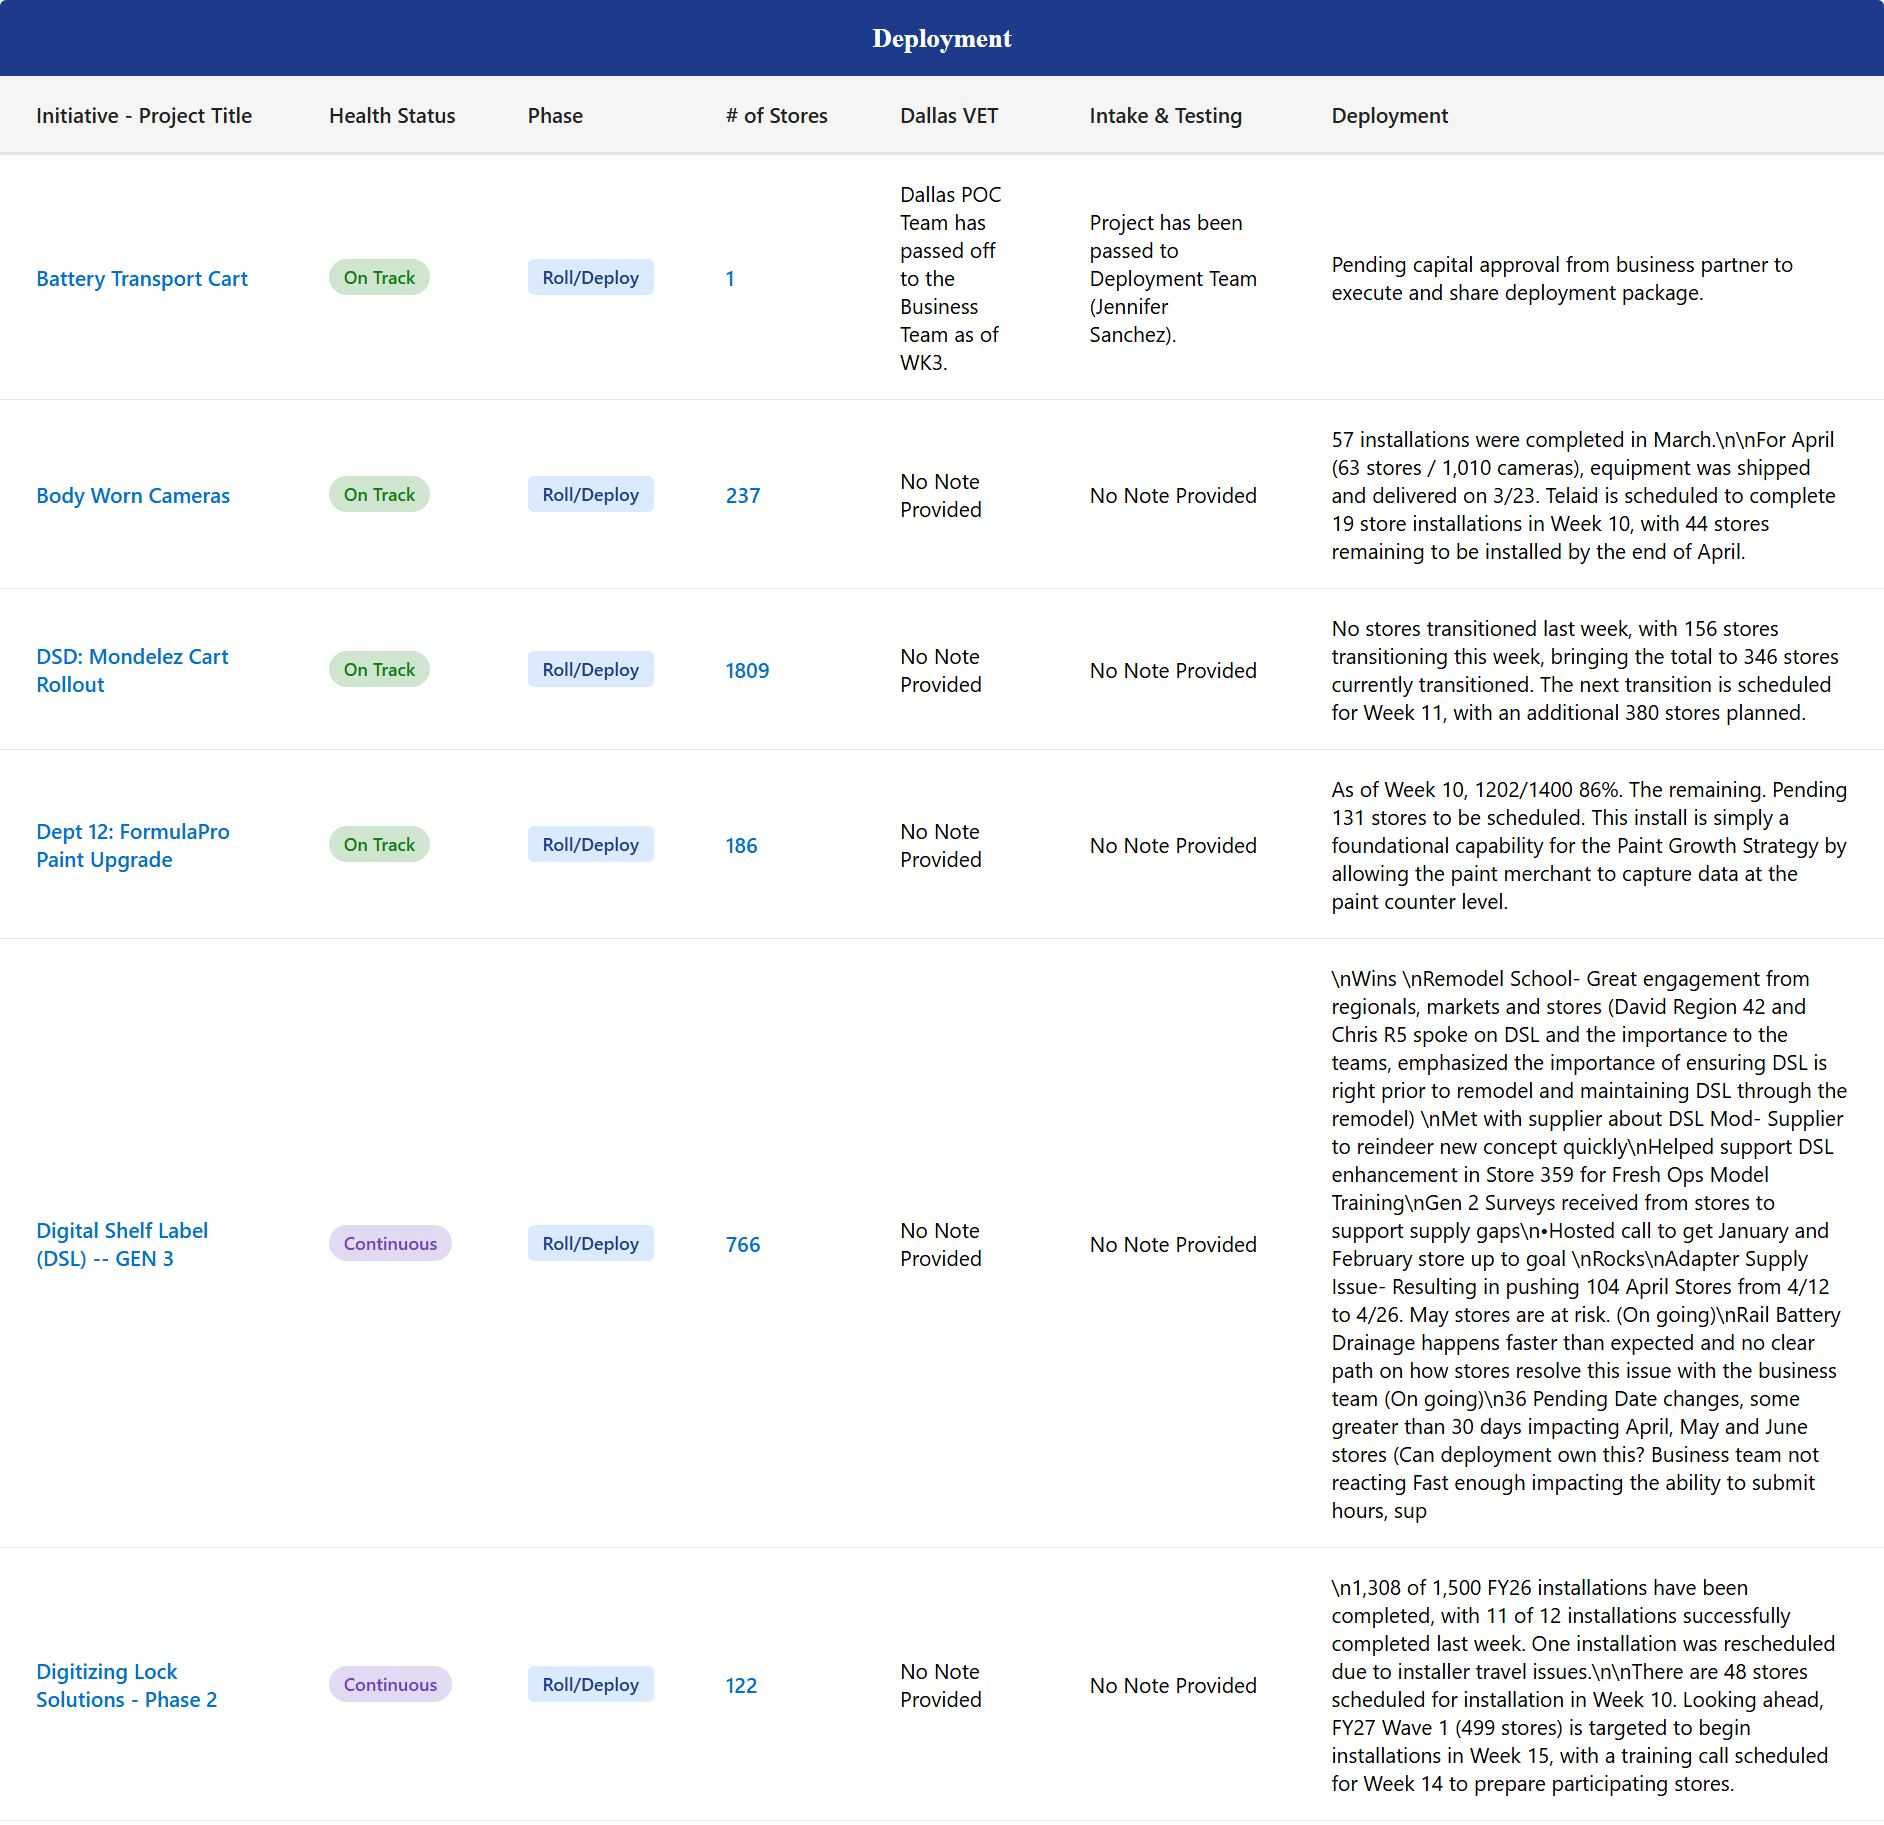 Deployment
Initiative - Project Title
Health Status
Phase
# of Stores
Dallas VET
Intake & Testing
Deployment
Battery Transport Cart
On Track
Roll/Deploy
1
Dallas POC
Team has
passed off
to the
Business
Team as of
WK3.
Project has been
passed to
Deployment Team
(Jennifer
Sanchez).
Pending capital approval from business partner to
execute and share deployment package.
Body Worn Cameras
On Track
Roll/Deploy
237
No Note
Provided
No Note Provided
57 installations were completed in March.\n\nFor April
(63 stores / 1,010 cameras), equipment was shipped
and delivered on 3/23. Telaid is scheduled to complete
19 store installations in Week 10, with 44 stores
remaining to be installed by the end of April.
DSD: Mondelez Cart
Rollout
On Track
Roll/Deploy
1809
No Note
Provided
No Note Provided
No stores transitioned last week, with 156 stores
transitioning this week, bringing the total to 346 stores
currently transitioned. The next transition is scheduled
for Week 11, with an additional 380 stores planned.
Dept 12: FormulaPro
Paint Upgrade
On Track
Roll/Deploy
186
No Note
Provided
No Note Provided
As of Week 10, 1202/1400 86%. The remaining. Pending
131 stores to be scheduled. This install is simply a
foundational capability for the Paint Growth Strategy by
allowing the paint merchant to capture data at the
paint counter level.
Digital Shelf Label
(DSL) -- GEN 3
Continuous
Roll/Deploy
766
No Note
Provided
No Note Provided
\nWins \nRemodel School- Great engagement from
regionals, markets and stores (David Region 42 and
Chris R5 spoke on DSL and the importance to the
teams, emphasized the importance of ensuring DSL is
right prior to remodel and maintaining DSL through the
remodel) \nMet with supplier about DSL Mod- Supplier
to reindeer new concept quickly\nHelped support DSL
enhancement in Store 359 for Fresh Ops Model
Training\nGen 2 Surveys received from stores to
support supply gaps\n•Hosted call to get January and
February store up to goal \nRocks\nAdapter Supply
Issue- Resulting in pushing 104 April Stores from 4/12
to 4/26. May stores are at risk. (On going)\nRail Battery
Drainage happens faster than expected and no clear
path on how stores resolve this issue with the business
team (On going)\n36 Pending Date changes, some
greater than 30 days impacting April, May and June
stores (Can deployment own this? Business team not
reacting Fast enough impacting the ability to submit
hours, sup
Digitizing Lock
Solutions - Phase 2
Continuous
Roll/Deploy
122
No Note
Provided
No Note Provided
\n1,308 of 1,500 FY26 installations have been
completed, with 11 of 12 installations successfully
completed last week. One installation was rescheduled
due to installer travel issues.\n\nThere are 48 stores
scheduled for installation in Week 10. Looking ahead,
FY27 Wave 1 (499 stores) is targeted to begin
installations in Week 15, with a training call scheduled
for Week 14 to prepare participating stores.